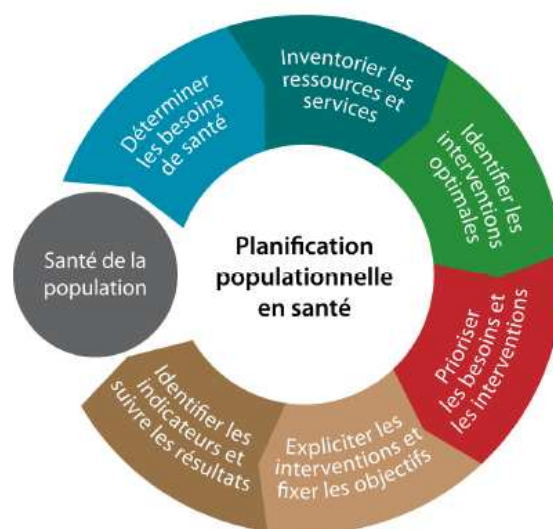 Déterminer
les besoins
de santé
Inventorier les
ressources et
services
Identifier les
interventions
optimales
Prioriser
les besoins et
les interventions
Expliciter les
interventions et
fixer les objectifs
Identifier les
indicateurs et
suivre les résultats
Santé de la
population
Planification
populationnelle
en santé